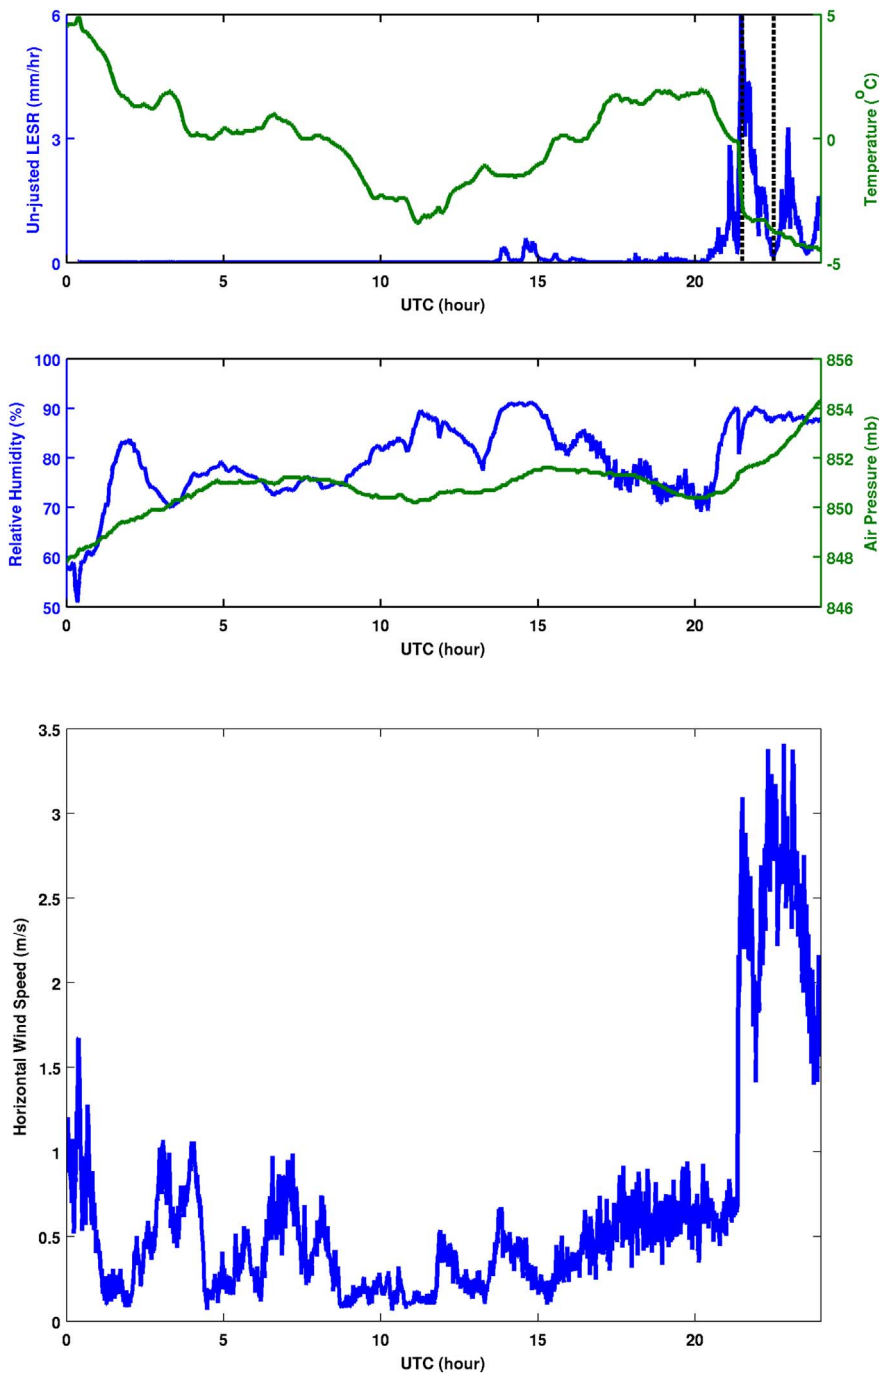 6
3
0
Un-justed LESR (mm/hr)
5
0
-5
Temperature (°C)
0 5 10 15 20
UTC (hour)
100
90
80
70
60
50
Relative Humidity (%)
856
854
852
850
848
846
Air Pressure (mb)
0 5 10 15 20
UTC (hour)
3.5
3
2.5
2
1.5
1
0.5
0
Horizontal Wind Speed (m/s)
0 5 10 15 20
UTC (hour)